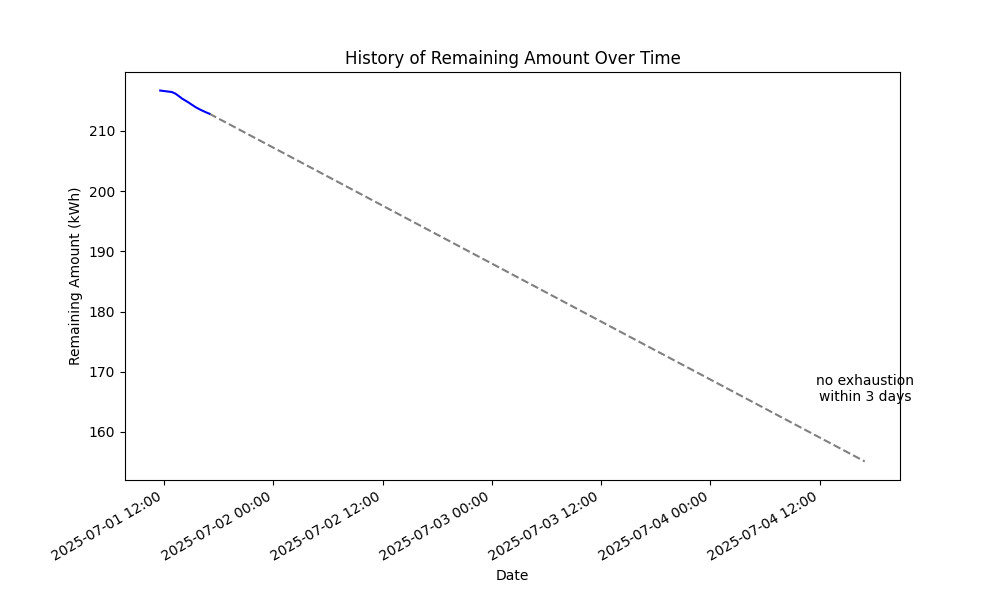 History of Remaining Amount Over Time
Remaining Amount (kWh)
210
200
190
180
170
160
no exhaustion
within 3 days
2025-07-01 12:00
2025-07-02 00:00
2025-07-02 12:00
2025-07-03 00:00
2025-07-03 12:00
2025-07-04 00:00
2025-07-04 12:00
Date